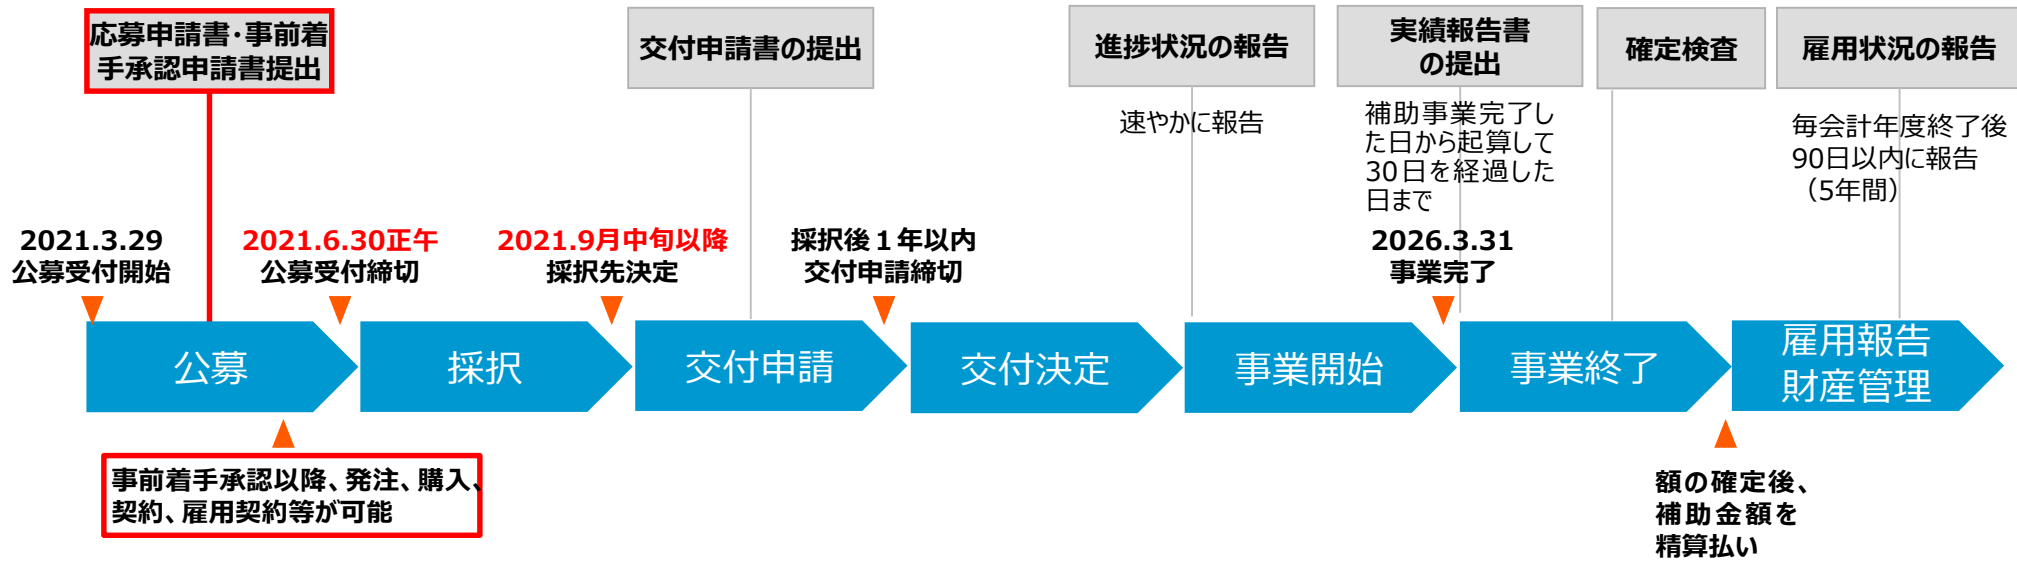 応募申請書・事前着
手承認申請書提出
交付申請書の提出
進捗状況の報告
実績報告書
の提出
確定検査
雇用状況の報告
速やかに報告
補助事業完了し
た日から起算して
30日を経過した
日まで
毎会計年度終了後
90日以内に報告
（5年間）
2021.3.29
公募受付開始
2021.6.30正午
公募受付締切
2021.9月中旬以降
採択先決定
採択後１年以内
交付申請締切
2026.3.31
事業完了
公募
採択
交付申請
交付決定
事業開始
事業終了
雇用報告
財産管理
事前着手承認以降、発注、購入、
契約、雇用契約等が可能
額の確定後、
補助金額を
精算払い